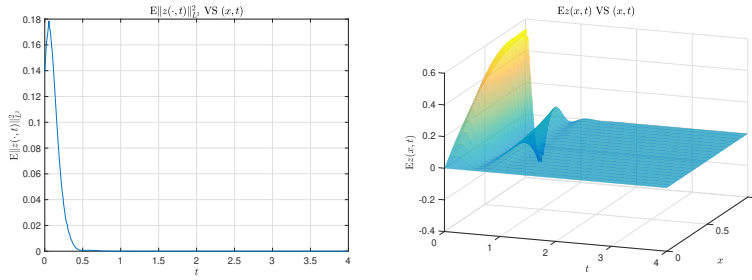 E‖z(·, t)‖²_{L²} VS (x, t)
0.18
0.16
0.14
0.12
0.1
0.08
0.06
0.04
0.02
0
E‖z(·, t)‖²_{L²}
0 0.5 1 1.5 2 2.5 3 3.5 4
t
Ez(x, t) VS (x, t)
0.6
0.4
0.2
0
-0.2
-0.4
Ez(x, t)
0 1 2 3 4
t
0 0.5
x